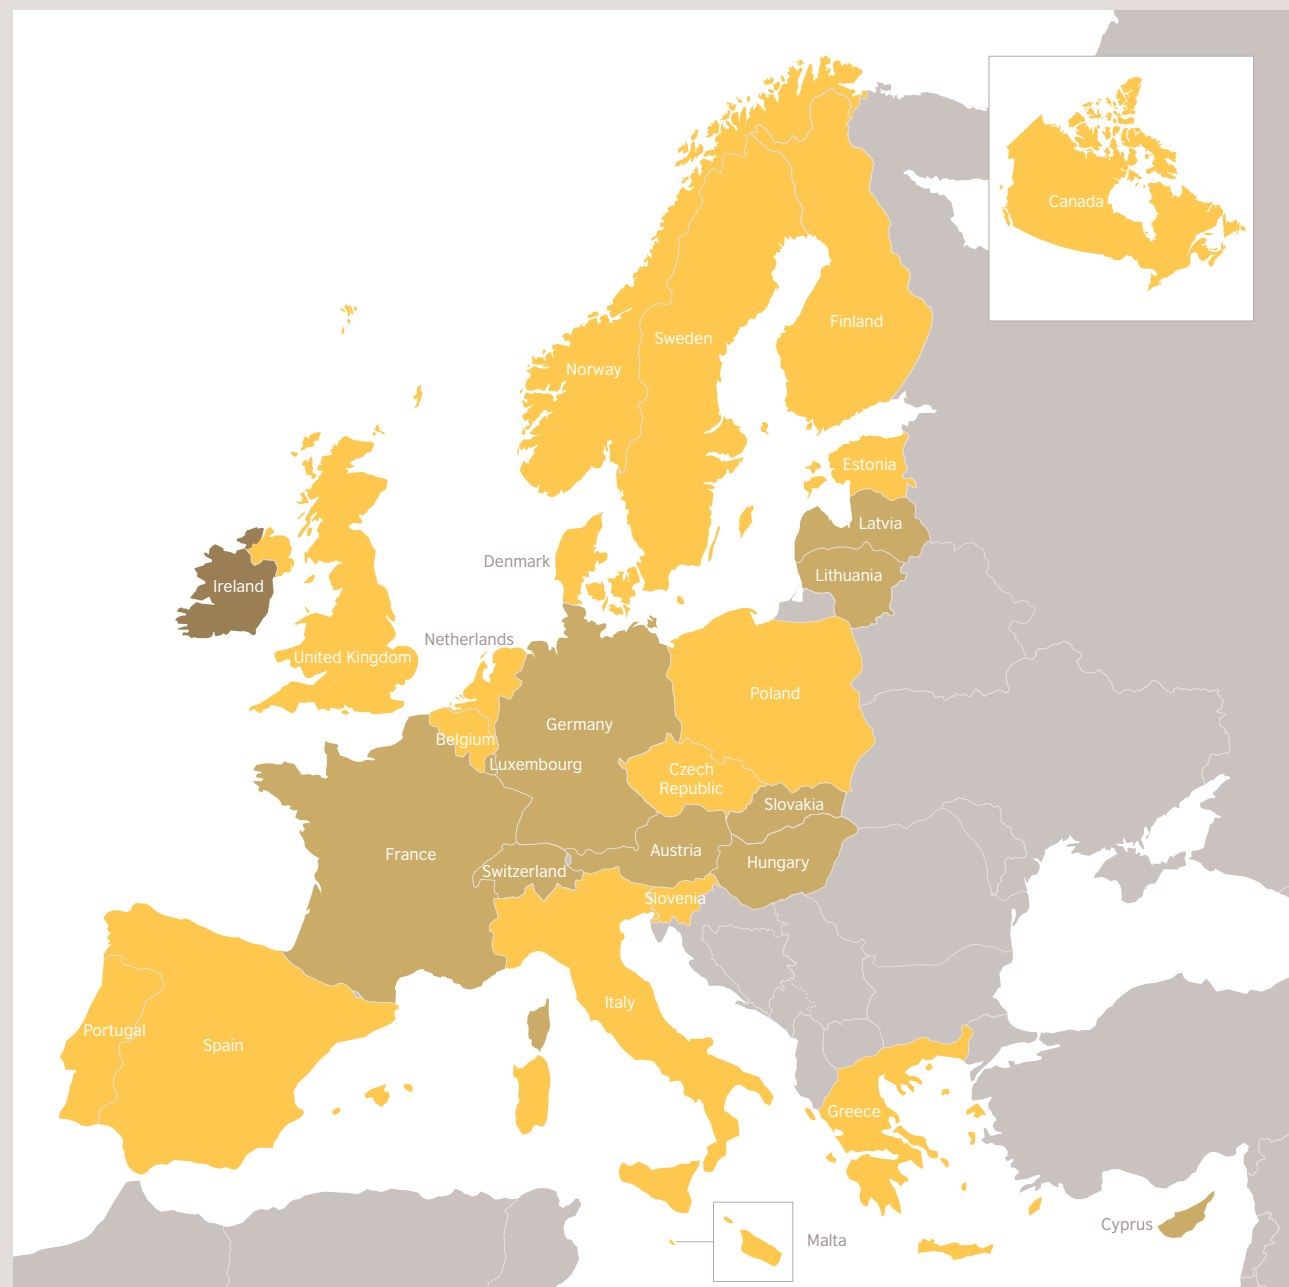 Canada
Finland
Sweden
Norway
Estonia
Latvia
Denmark
Lithuania
Ireland
Netherlands
United Kingdom
Poland
Germany
Belgium
Luxembourg
Czech
Republic
Slovakia
France
Austria
Hungary
Switzerland
Slovenia
Italy
Portugal
Spain
Greece
Cyprus
Malta